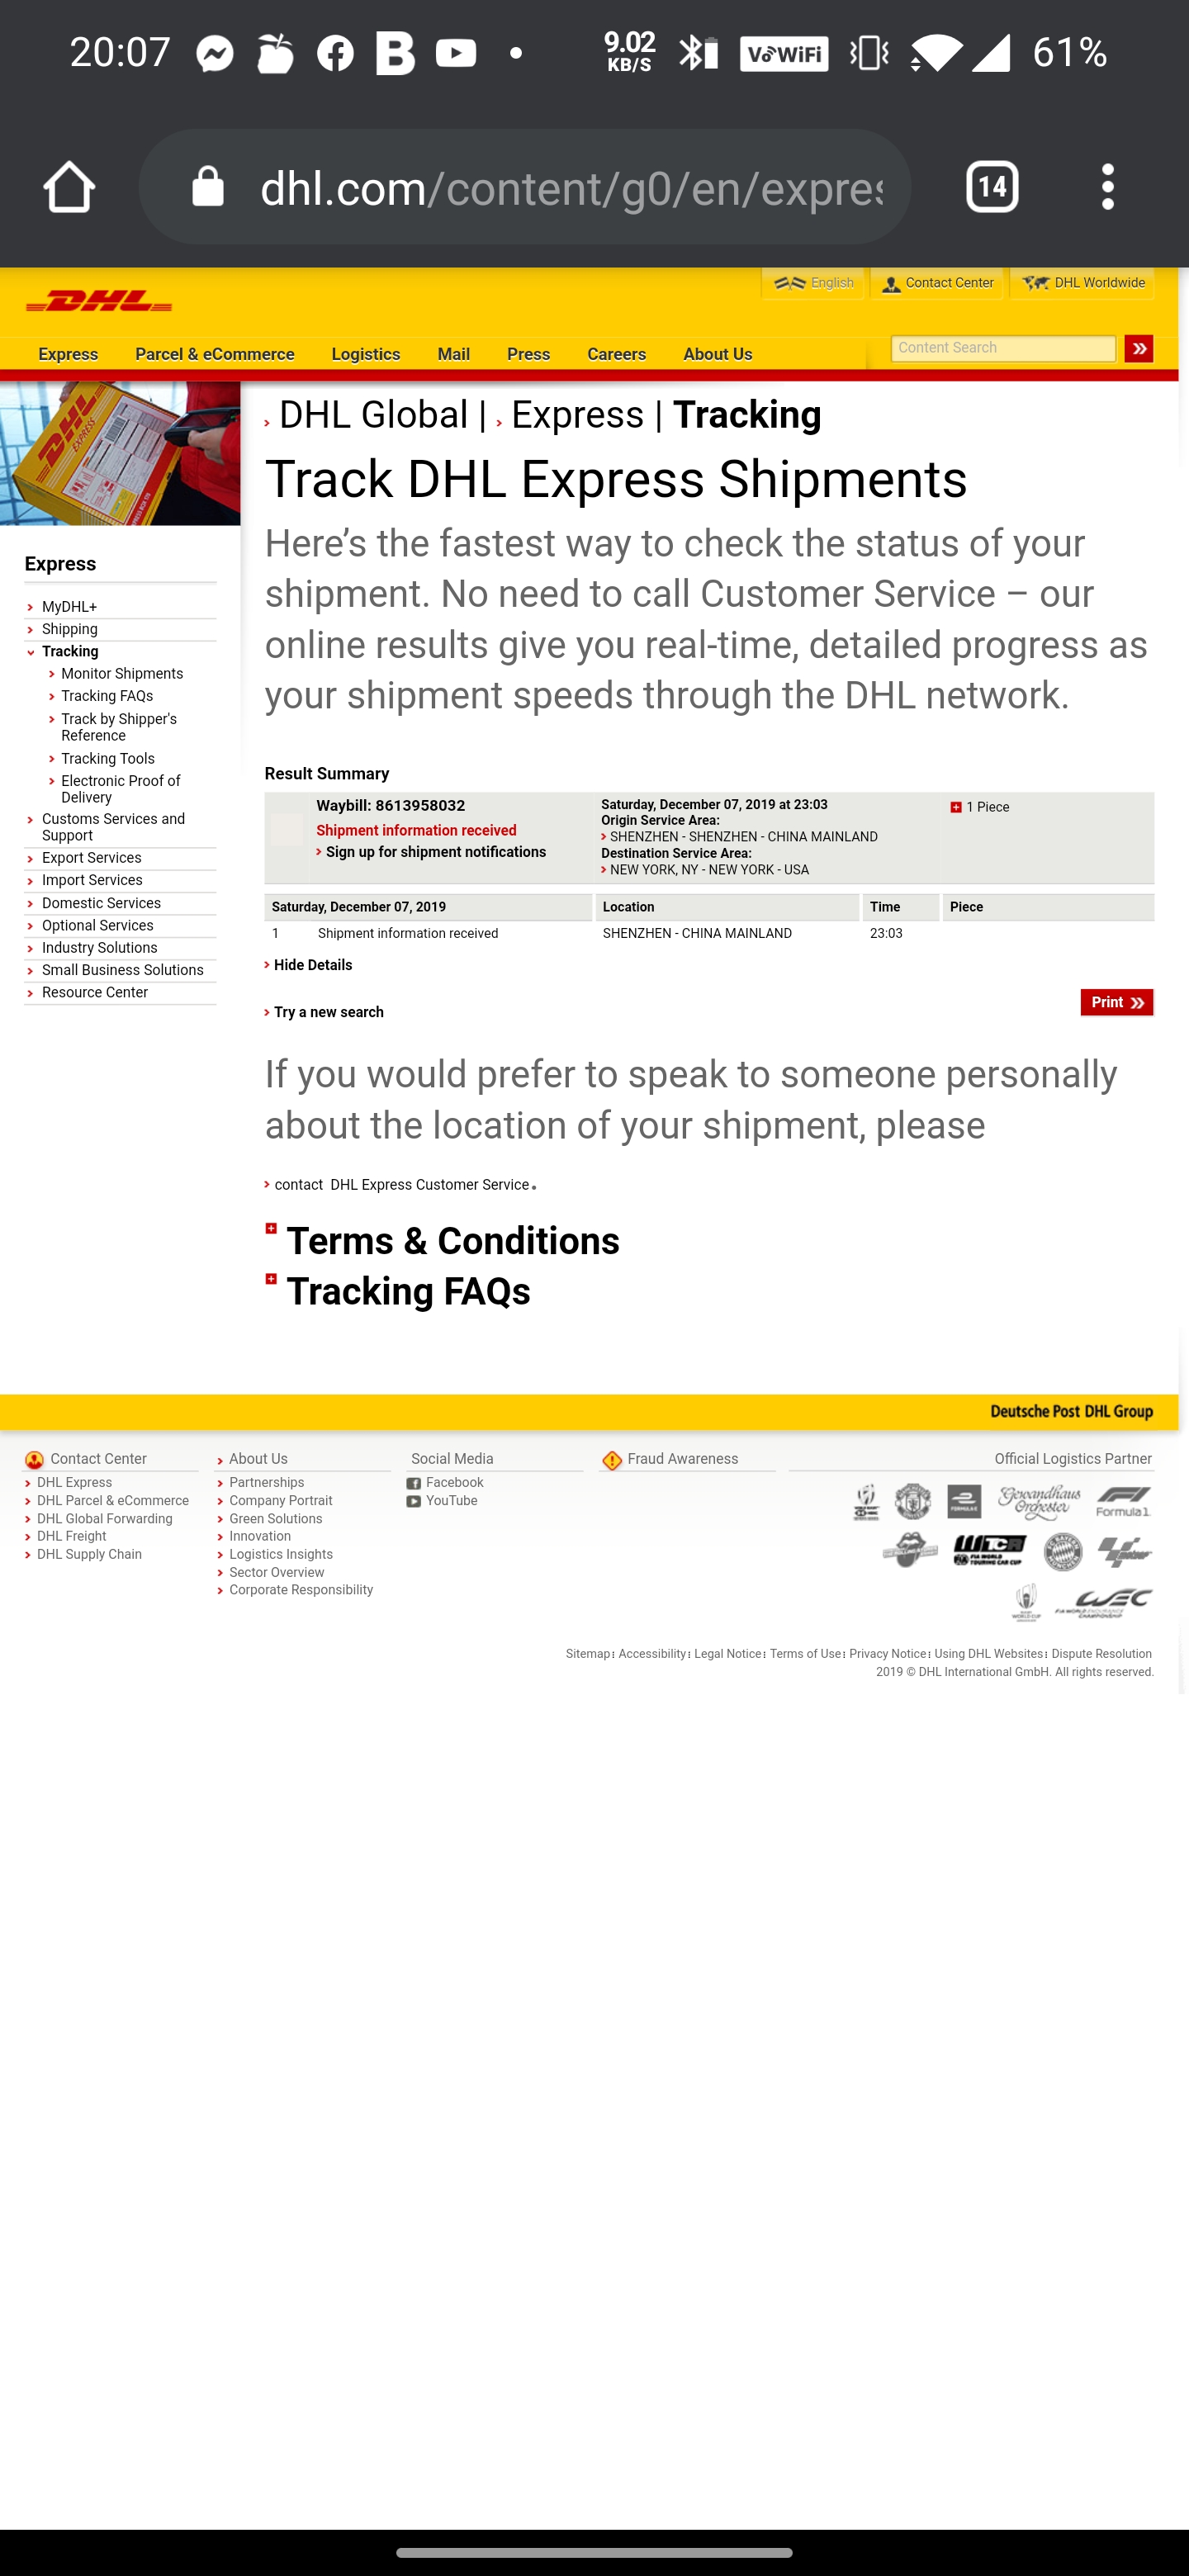 20:07
9.02
KB/S
VoWiFi
61%
dhl.com/content/g0/en/expres
14
DHL
English
Contact Center
DHL Worldwide
Express
Parcel & eCommerce
Logistics
Mail
Press
Careers
About Us
Content Search
DHL Global | Express | Tracking
Track DHL Express Shipments
Here’s the fastest way to check the status of your
shipment. No need to call Customer Service – our
online results give you real-time, detailed progress as
your shipment speeds through the DHL network.
Express
MyDHL+
Shipping
Tracking
Monitor Shipments
Tracking FAQs
Track by Shipper's
Reference
Tracking Tools
Electronic Proof of
Delivery
Customs Services and
Support
Export Services
Import Services
Domestic Services
Optional Services
Industry Solutions
Small Business Solutions
Resource Center
Result Summary
Waybill: 8613958032
Shipment information received
Sign up for shipment notifications
Saturday, December 07, 2019 at 23:03
Origin Service Area:
SHENZHEN - SHENZHEN - CHINA MAINLAND
Destination Service Area:
NEW YORK, NY - NEW YORK - USA
1 Piece
Saturday, December 07, 2019 Location Time Piece
1 Shipment information received SHENZHEN - CHINA MAINLAND 23:03
Hide Details
Try a new search
Print
If you would prefer to speak to someone personally
about the location of your shipment, please
contact DHL Express Customer Service.
Terms & Conditions
Tracking FAQs
Deutsche Post DHL Group
Contact Center
DHL Express
DHL Parcel & eCommerce
DHL Global Forwarding
DHL Freight
DHL Supply Chain
About Us
Partnerships
Company Portrait
Green Solutions
Innovation
Logistics Insights
Sector Overview
Corporate Responsibility
Social Media
Facebook
YouTube
Fraud Awareness
Official Logistics Partner
Gewandhaus
Orchester
Formula 1
WTCR
FIA WORLD
TOURING CAR CUP
WEC
FIA WORLD ENDURANCE
CHAMPIONSHIP
Sitemap Accessibility Legal Notice Terms of Use Privacy Notice Using DHL Websites Dispute Resolution
2019 © DHL International GmbH. All rights reserved.